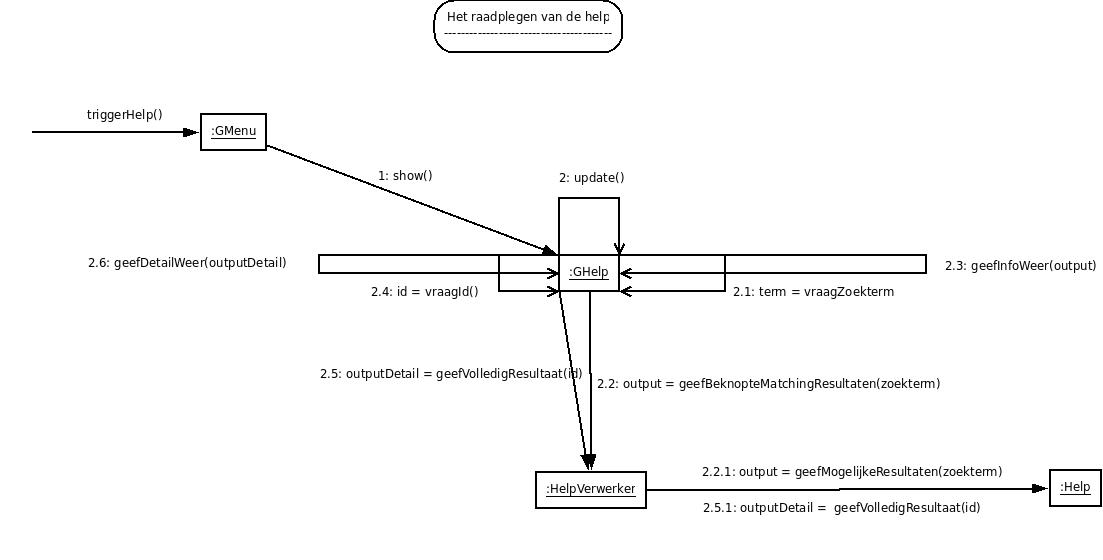 Het raadplegen van de help
triggerHelp()
:GMenu
1: show()
2: update()
2.6: geefDetailWeer(outputDetail)
:GHelp
2.3: geefInfoWeer(output)
2.4: id = vraagId()
2.1: term = vraagZoekterm
2.5: outputDetail = geefVolledigResultaat(id)
2.2: output = geefBeknopteMatchingResultaten(zoekterm)
2.2.1: output = geefMogelijkeResultaten(zoekterm)
:HelpVerwerker
:Help
2.5.1: outputDetail =  geefVolledigResultaat(id)